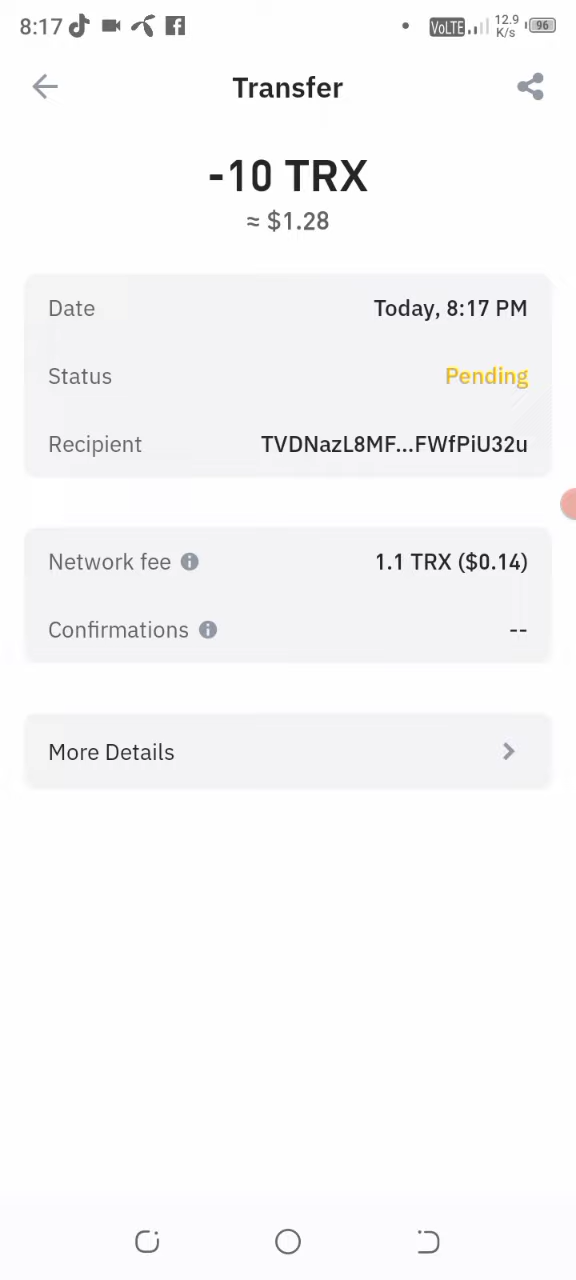 8:17 VoLTE 12.9 K/s 96
Transfer
-10 TRX
≈ $1.28
Date Today, 8:17 PM
Status Pending
Recipient TVDNazL8MF...FWfPiU32u
Network fee 1.1 TRX ($0.14)
Confirmations --
More Details